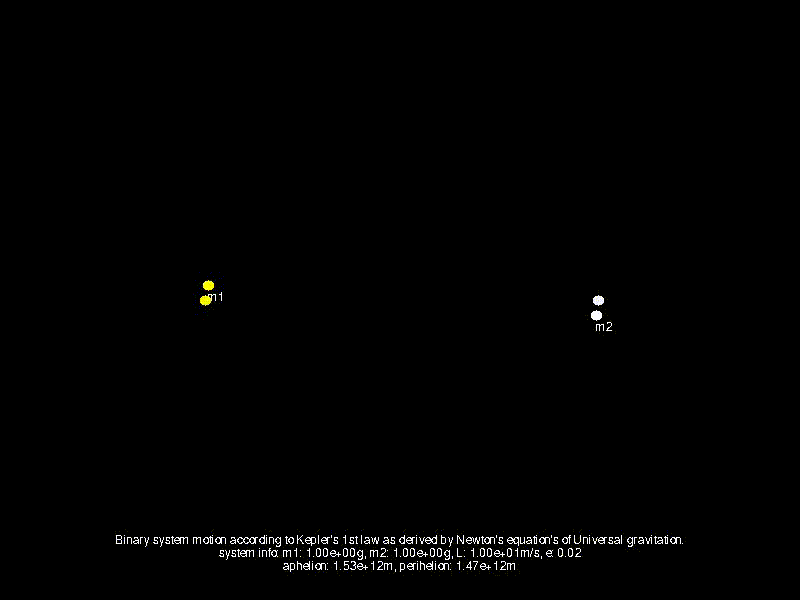 m1
m2
Binary system motion according to Kepler's 1st law as derived by Newton's equation's of Universal gravitation.
system info: m1: 1.00e+00g, m2: 1.00e+00g, L: 1.00e+01m/s, e: 0.02
aphelion: 1.53e+12m, perihelion: 1.47e+12m